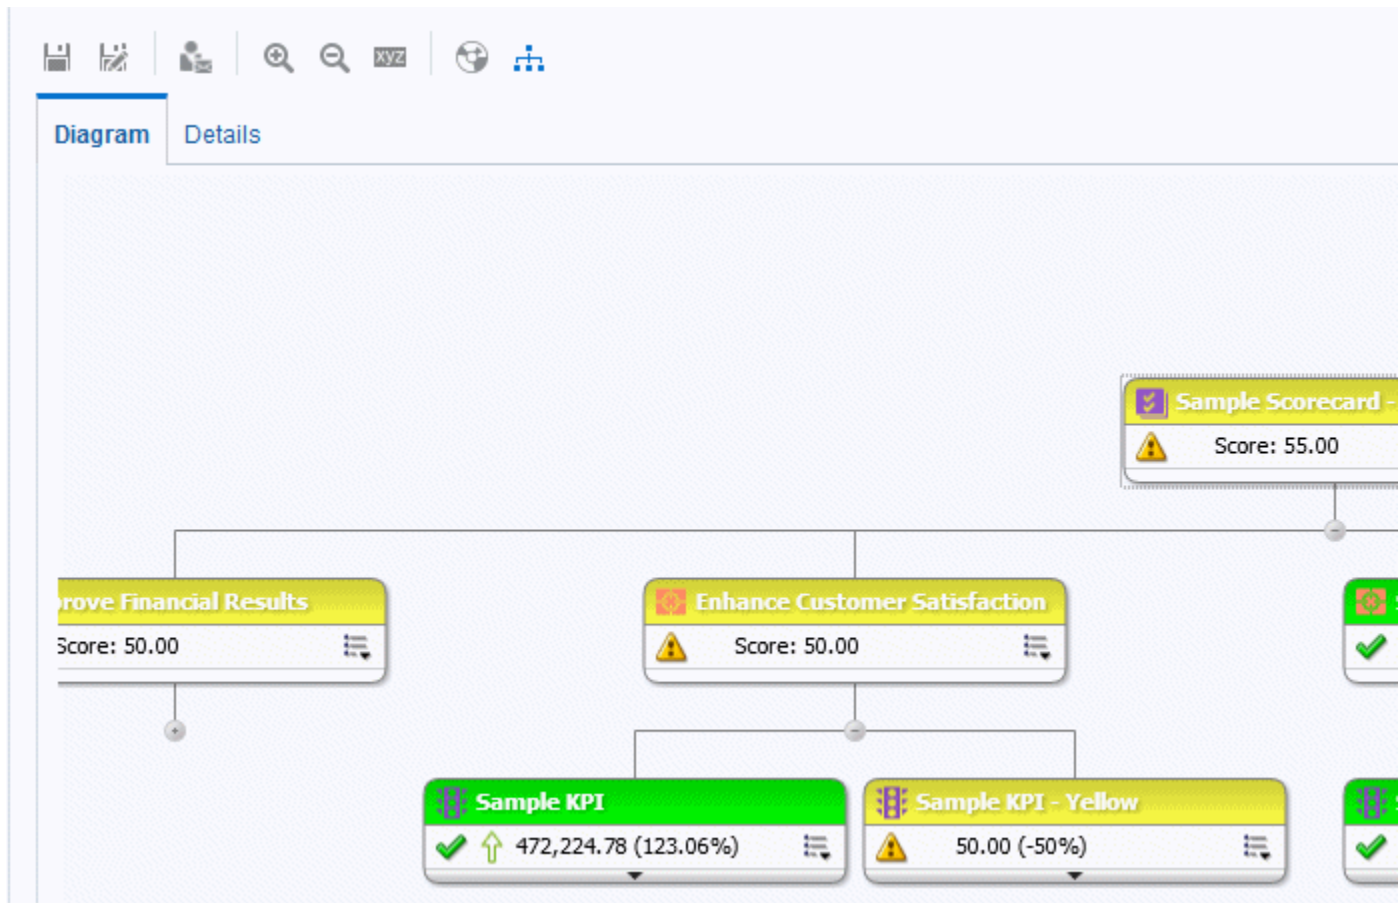 xyz
Diagram Details
Sample Scorecard -
Score: 55.00
prove Financial Results
Score: 50.00
Enhance Customer Satisfaction
Score: 50.00
Sample KPI
472,224.78 (123.06%)
Sample KPI - Yellow
50.00 (-50%)